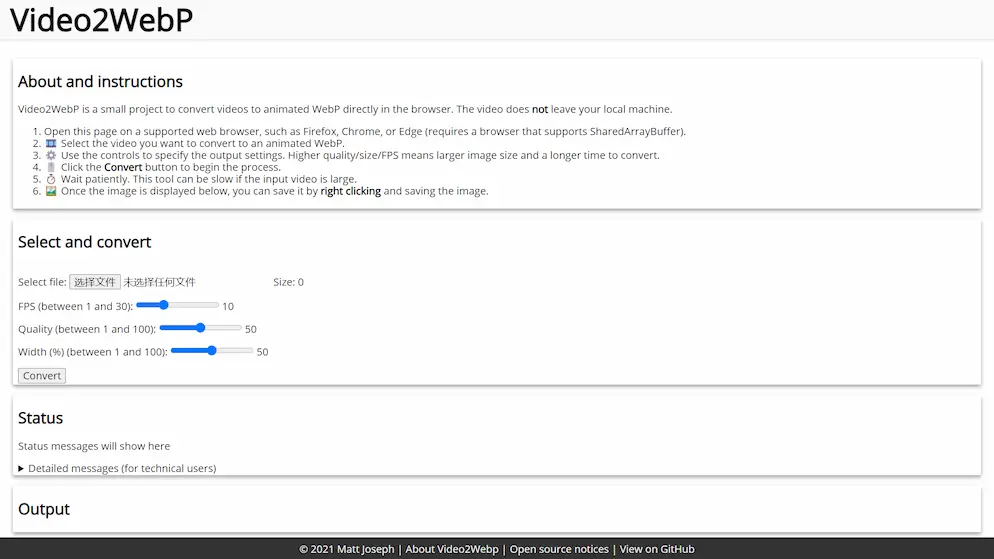 Video2WebP
About and instructions
Video2WebP is a small project to convert videos to animated WebP directly in the browser. The video does not leave your local machine.
1. Open this page on a supported web browser, such as Firefox, Chrome, or Edge (requires a browser that supports SharedArrayBuffer).
2. 🎞️ Select the video you want to convert to an animated WebP.
3. ⚙️ Use the controls to specify the output settings. Higher quality/size/FPS means larger image size and a longer time to convert.
4. 🖱️ Click the Convert button to begin the process.
5. ⏱️ Wait patiently. This tool can be slow if the input video is large.
6. 🖼️ Once the image is displayed below, you can save it by right clicking and saving the image.
Select and convert
Select file: 选择文件 未选择任何文件 Size: 0
FPS (between 1 and 30): 10
Quality (between 1 and 100): 50
Width (%) (between 1 and 100): 50
Convert
Status
Status messages will show here
▶ Detailed messages (for technical users)
Output
© 2021 Matt Joseph | About Video2Webp | Open source notices | View on GitHub